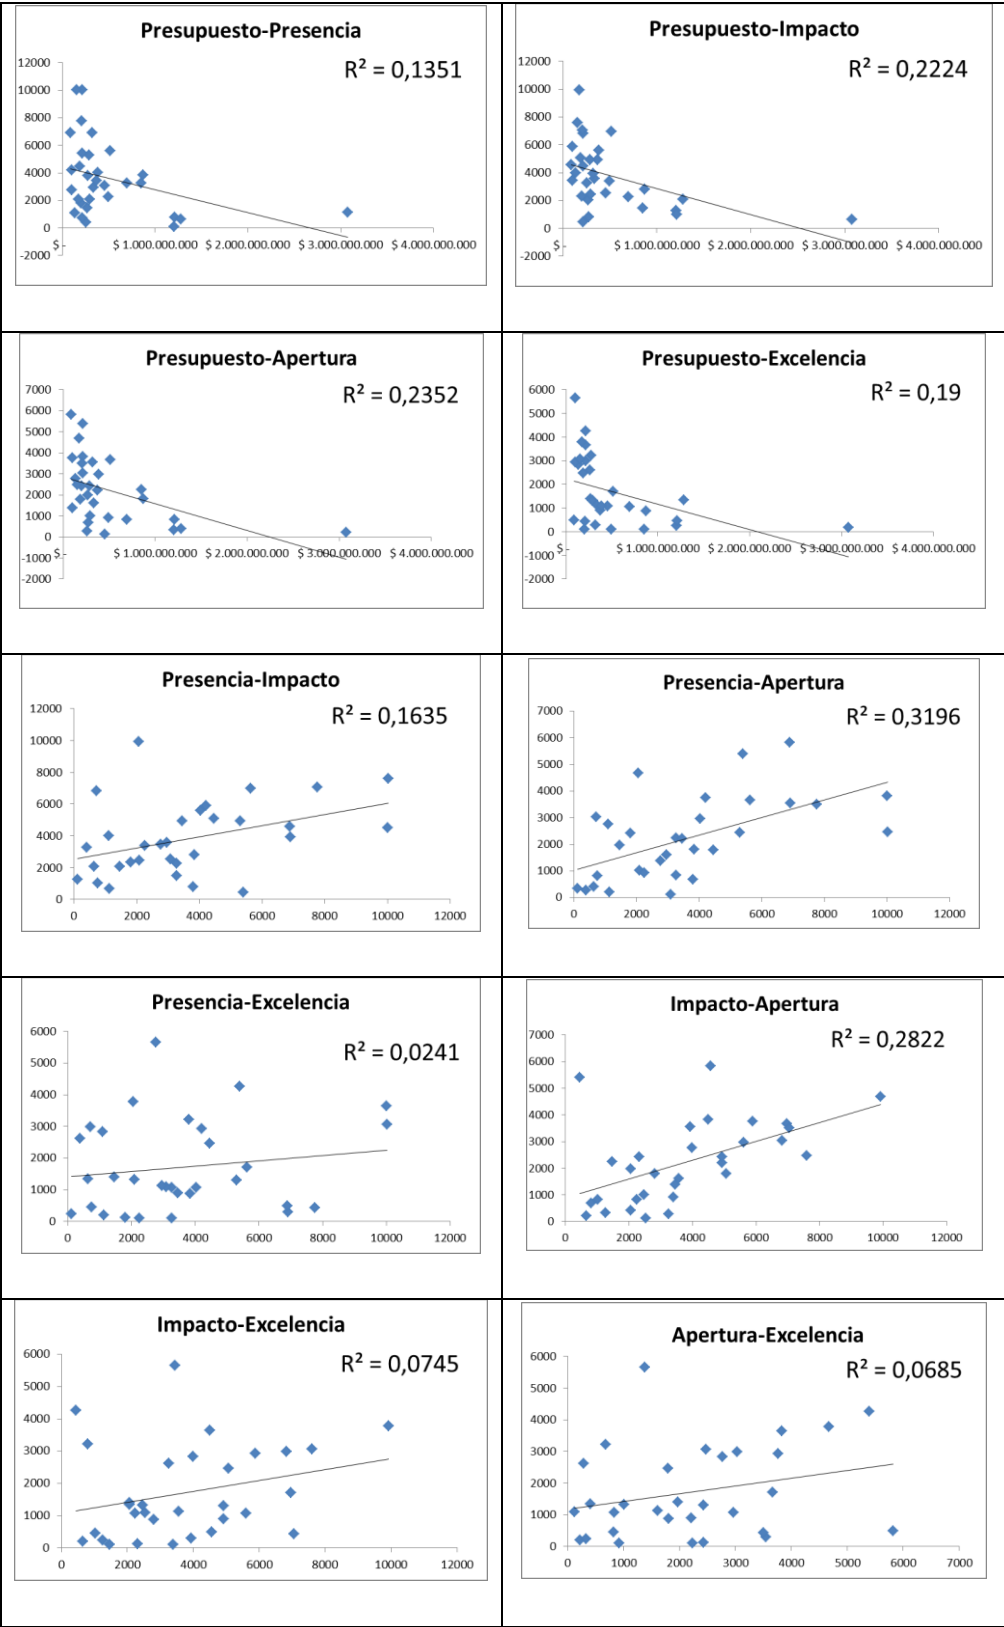 Presupuesto-Presencia
R² = 0,1351
12000
10000
8000
6000
4000
2000
0
-2000
$ - $ 1.000.000.000 $ 2.000.000.000 $ 3.000.000.000 $ 4.000.000.000
Presupuesto-Impacto
R² = 0,2224
12000
10000
8000
6000
4000
2000
0
-2000
$ - $ 1.000.000.000 $ 2.000.000.000 $ 3.000.000.000 $ 4.000.000.000
Presupuesto-Apertura
R² = 0,2352
7000
6000
5000
4000
3000
2000
1000
0
-1000
-2000
$ - $ 1.000.000.000 $ 2.000.000.000 $ 3.000.000.000 $ 4.000.000.000
Presupuesto-Excelencia
R² = 0,19
6000
5000
4000
3000
2000
1000
0
-1000
-2000
$ - $ 1.000.000.000 $ 2.000.000.000 $ 3.000.000.000 $ 4.000.000.000
Presencia-Impacto
R² = 0,1635
12000
10000
8000
6000
4000
2000
0
0 2000 4000 6000 8000 10000 12000
Presencia-Apertura
R² = 0,3196
7000
6000
5000
4000
3000
2000
1000
0
0 2000 4000 6000 8000 10000 12000
Presencia-Excelencia
R² = 0,0241
6000
5000
4000
3000
2000
1000
0
0 2000 4000 6000 8000 10000 12000
Impacto-Apertura
R² = 0,2822
7000
6000
5000
4000
3000
2000
1000
0
0 2000 4000 6000 8000 10000 12000
Impacto-Excelencia
R² = 0,0745
6000
5000
4000
3000
2000
1000
0
0 2000 4000 6000 8000 10000 12000
Apertura-Excelencia
R² = 0,0685
6000
5000
4000
3000
2000
1000
0
0 1000 2000 3000 4000 5000 6000 7000